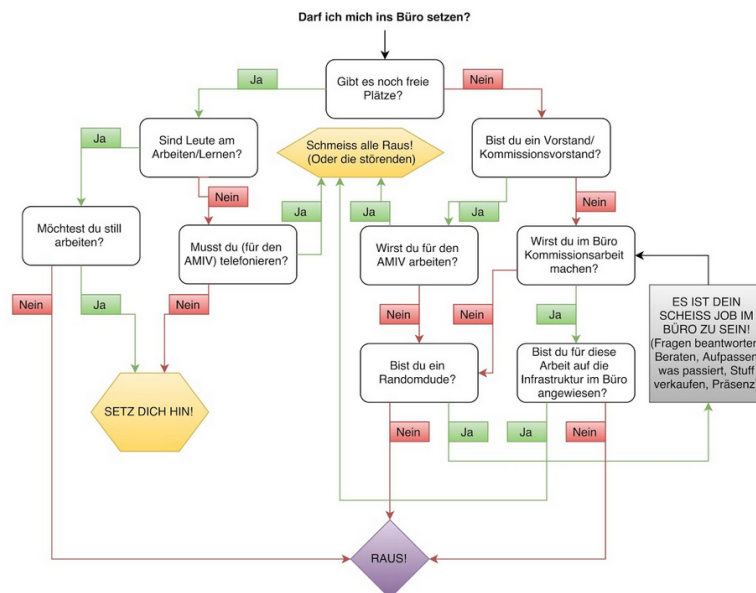 Darf ich mich ins Büro setzen?
Ja
Nein
Gibt es noch freie
Plätze?
Sind Leute am
Arbeiten/Lernen?
Schmeiss alle Raus!
(Oder die störenden)
Bist du ein Vorstand/
Kommissionsvorstand?
Ja
Nein
Ja
Ja
Ja
Nein
Möchtest du still
arbeiten?
Musst du (für den
AMIV) telefonieren?
Wirst du für den
AMIV arbeiten?
Wirst du im Büro
Kommissionsarbeit
machen?
Nein
Ja
Nein
Nein
Nein
Ja
ES IST DEIN
SCHEISS JOB IM
BÜRO ZU SEIN!
(Fragen beantworten
Beraten, Aufpassen
was passiert, Stuff
verkaufen, Präsenz)
SETZ DICH HIN!
Bist du ein
Randomdude?
Bist du für diese
Arbeit auf die
Infrastruktur im Büro
angewiesen?
Nein
Ja
Ja
Nein
RAUS!